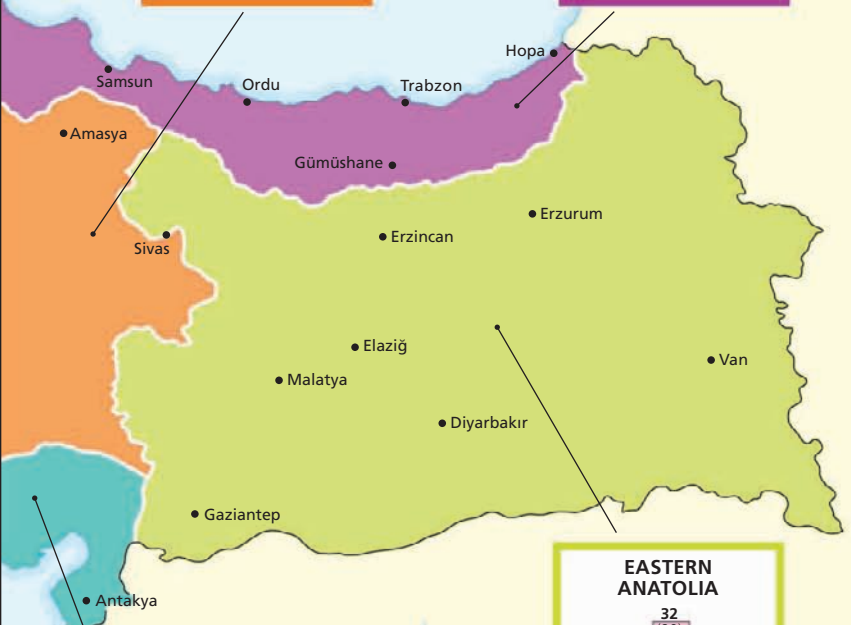 Hopa
Samsun
Ordu
Trabzon
Amasya
Gümüshane
Erzurum
Sivas
Erzincan
Elaziğ
Van
Malatya
Diyarbakır
Gaziantep
EASTERN
ANATOLIA
Antakya
32